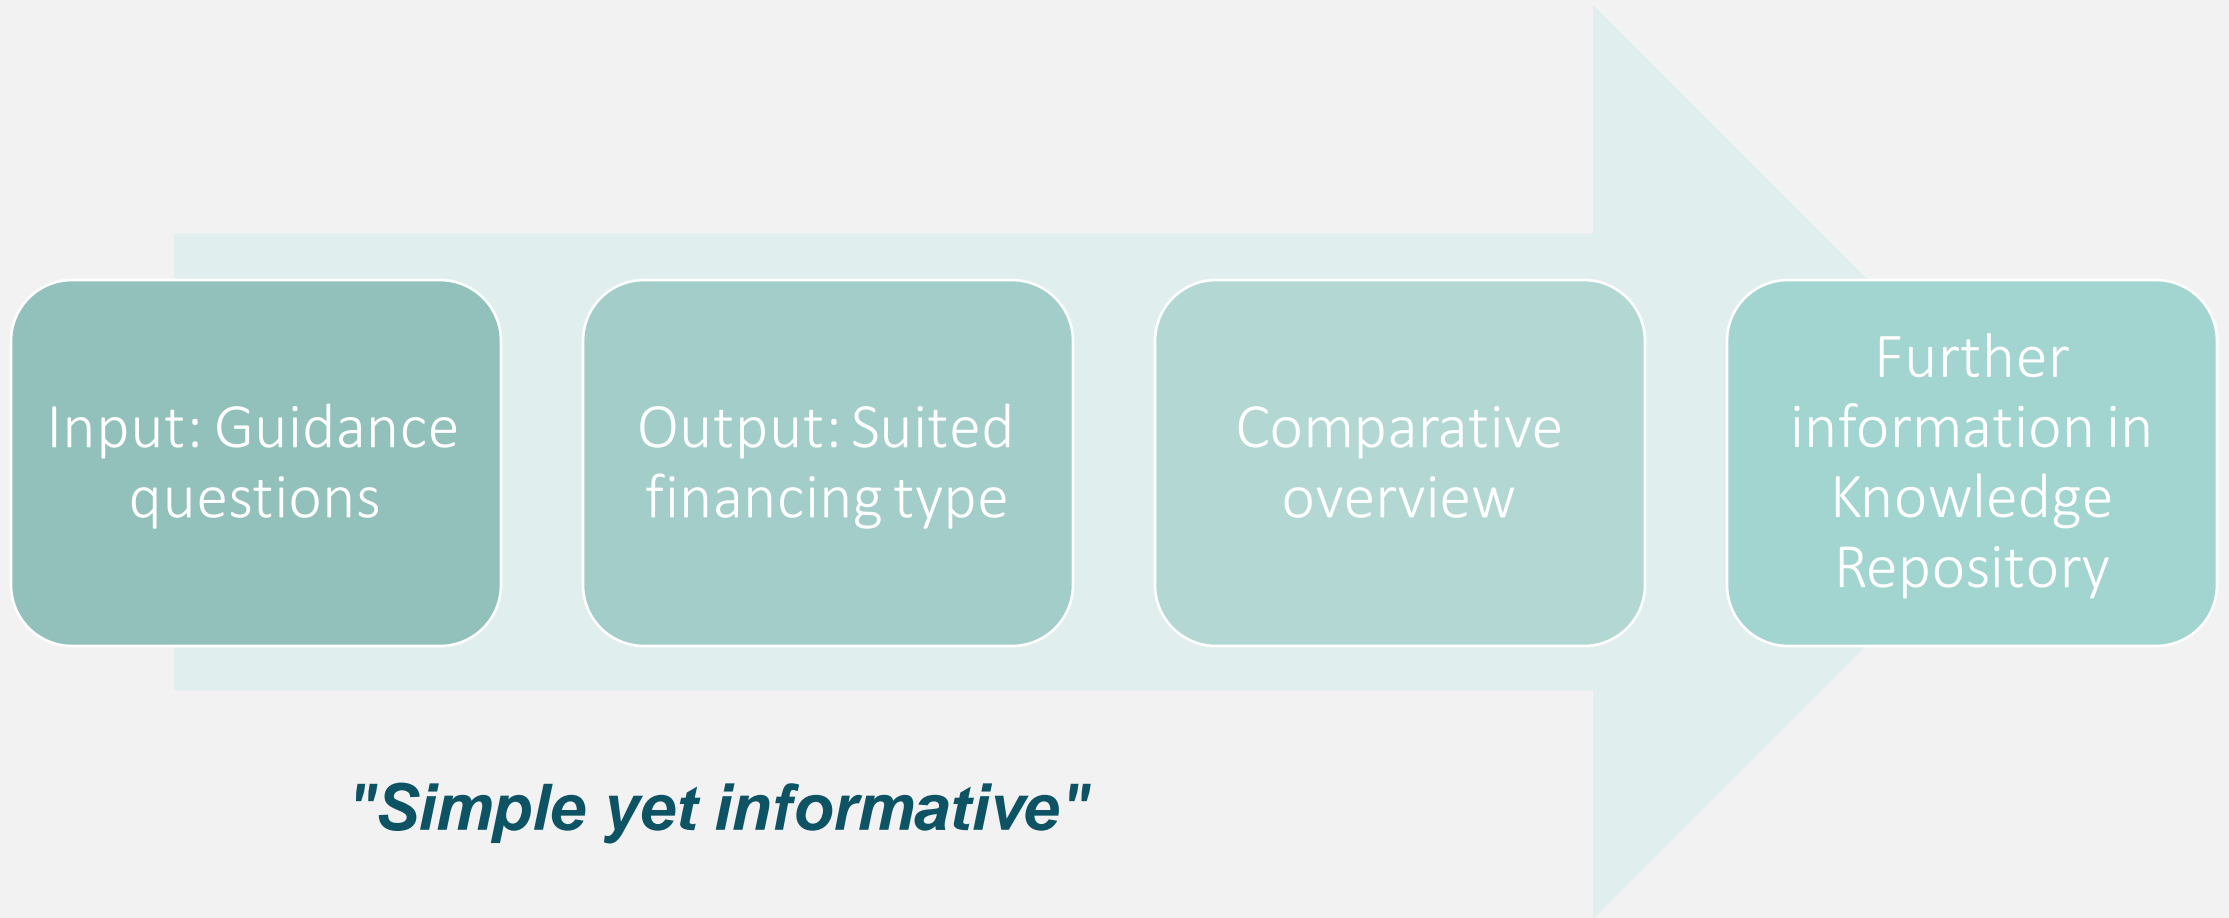 Input: Guidance
questions
Output: Suited
financing type
Comparative
overview
Further
information in
Knowledge
Repository
"Simple yet informative"